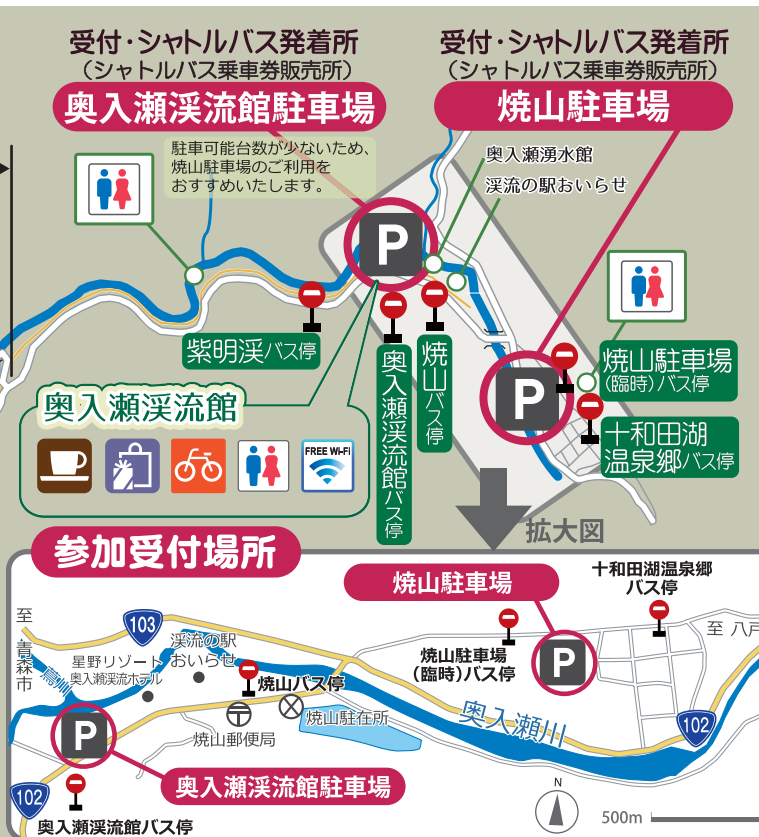 受付・シャトルバス発着所
（シャトルバス乗車券販売所）
奥入瀬渓流館駐車場
駐車可能台数が少ないため、
焼山駐車場のご利用を
おすすめいたします。
受付・シャトルバス発着所
（シャトルバス乗車券販売所）
焼山駐車場
奥入瀬湧水館
渓流の駅おいらせ
P
紫明渓バス停
奥入瀬渓流館バス停
焼山バス停
P
焼山駐車場
（臨時）バス停
十和田湖
温泉郷バス停
奥入瀬渓流館
FREE Wi-Fi
拡大図
参加受付場所
焼山駐車場
十和田湖温泉郷
バス停
至青森市
103
渓流の駅
おいらせ
星野リゾート
奥入瀬渓流ホテル
焼山バス停
焼山駐車場
（臨時）バス停
P
至 八戸
P
焼山郵便局
焼山駐在所
奥入瀬川
102
奥入瀬渓流館駐車場
102
奥入瀬渓流館バス停
N
500m